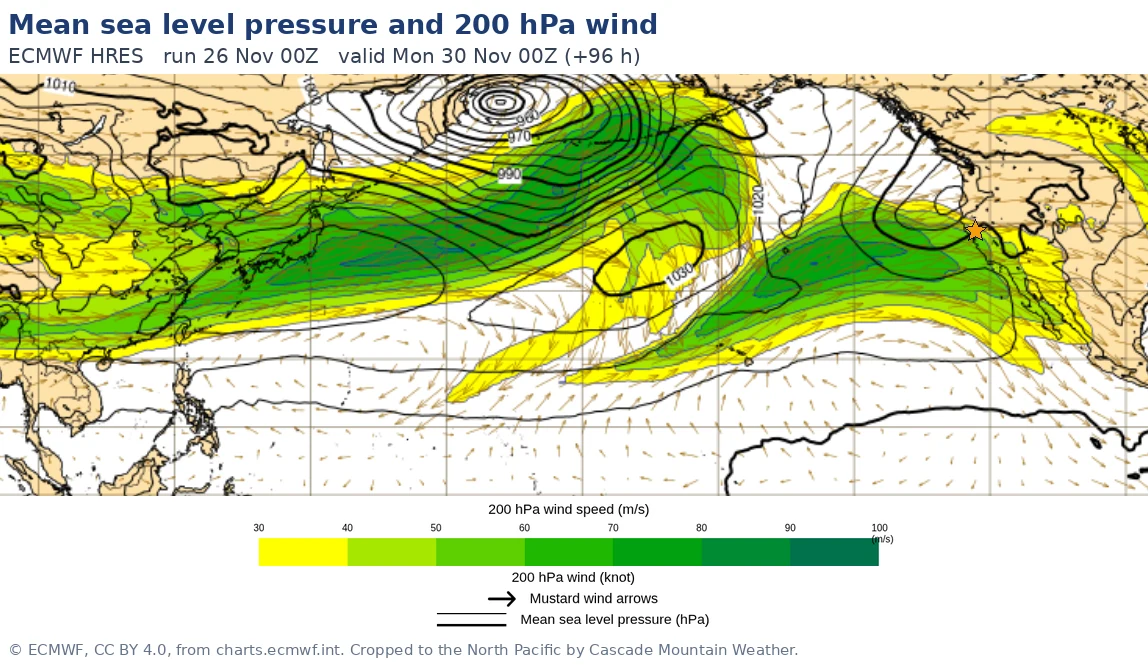 Mean sea level pressure and 200 hPa wind
ECMWF HRES run 26 Nov 00Z valid Mon 30 Nov 00Z (+96 h)
1010
1000
960
970
990
1020
1030
200 hPa wind speed (m/s)
30 40 50 60 70 80 90 100
(m/s)
200 hPa wind (knot)
Mustard wind arrows
Mean sea level pressure (hPa)
© ECMWF, CC BY 4.0, from charts.ecmwf.int. Cropped to the North Pacific by Cascade Mountain Weather.